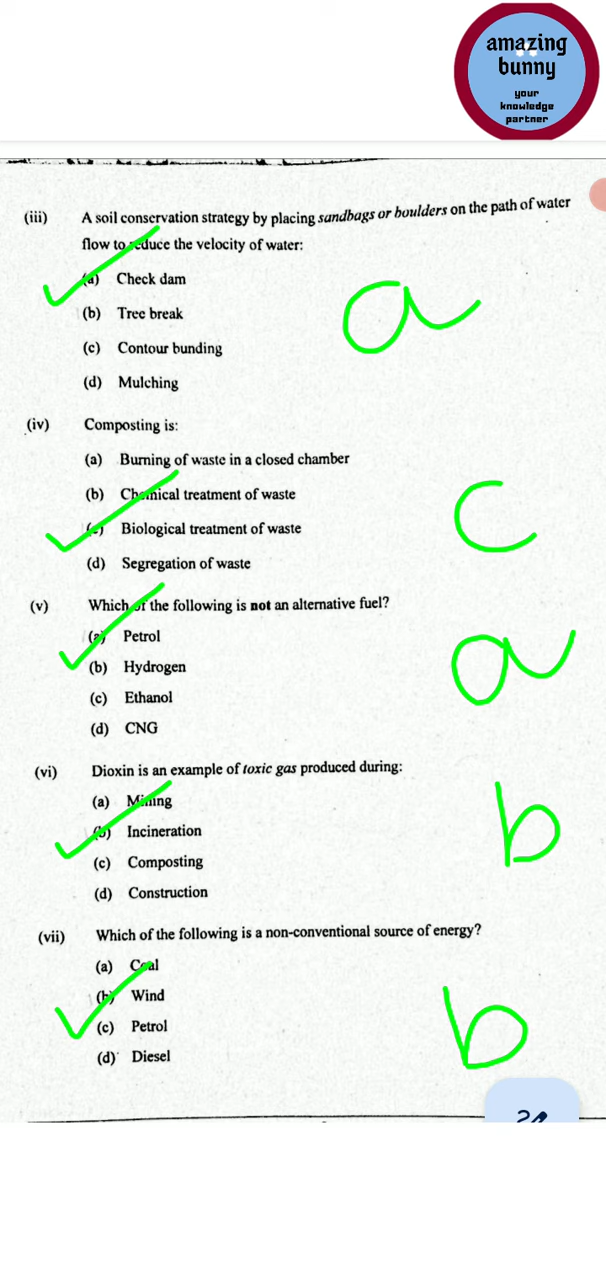 amazing
bunny
your
knowledge
partner
(iii) A soil conservation strategy by placing sandbags or boulders on the path of water
flow to reduce the velocity of water:
(a) Check dam
(b) Tree break
(c) Contour bunding
(d) Mulching
a
(iv) Composting is:
(a) Burning of waste in a closed chamber
(b) Chemical treatment of waste
(c) Biological treatment of waste
(d) Segregation of waste
c
(v) Which of the following is not an alternative fuel?
(a) Petrol
(b) Hydrogen
(c) Ethanol
(d) CNG
a
(vi) Dioxin is an example of toxic gas produced during:
(a) Mining
(b) Incineration
(c) Composting
(d) Construction
b
(vii) Which of the following is a non-conventional source of energy?
(a) Coal
(b) Wind
(c) Petrol
(d) Diesel
b